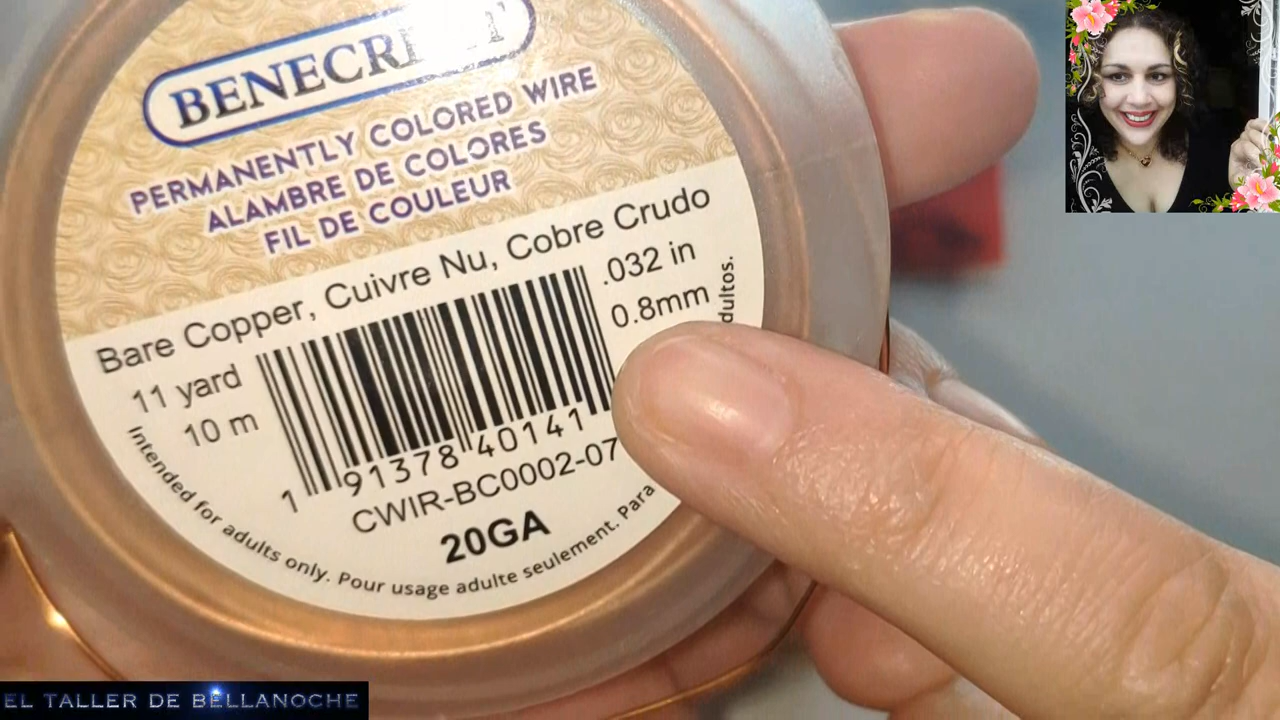 BENECR
PERMANENTLY COLORED WIRE
ALAMBRE DE COLORES
FIL DE COULEUR
Bare Copper, Cuivre Nu, Cobre Crudo
11 yard
10 m
.032 in
0.8mm
1 91378 40141
CWIR-BC0002-07
20GA
Intended for adults only. Pour usage adulte seulement. Para
dultos.
EL TALLER DE BELLANOCHE